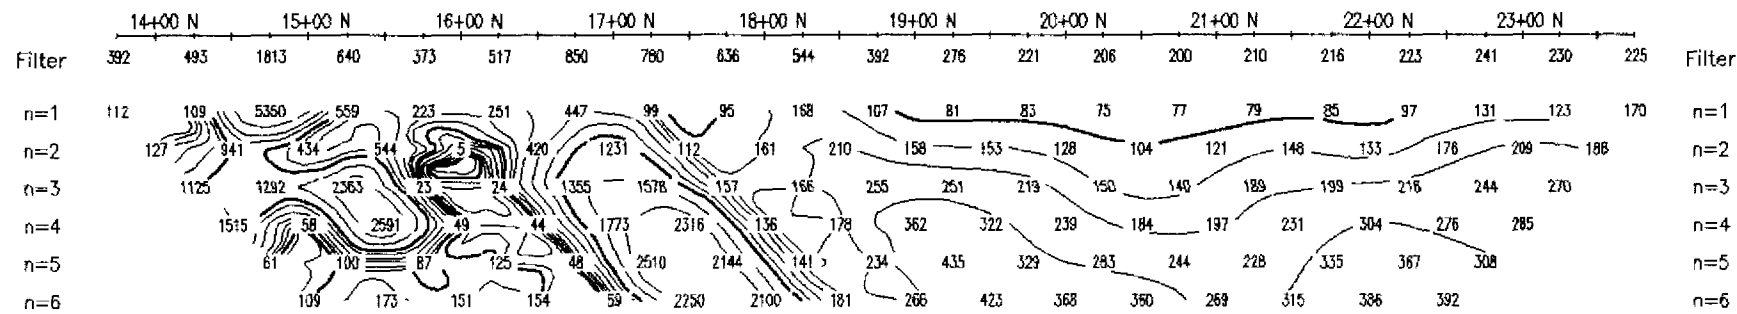 14+00 N 15+00 N 16+00 N 17+00 N 18+00 N 19+00 N 20+00 N 21+00 N 22+00 N 23+00 N
Filter 392 493 1813 640 373 517 850 780 636 544 392 276 221 206 200 210 216 223 241 230 225 Filter
n=1 112 109 5350 559 223 251 447 99 95 168 107 81 83 75 77 79 85 97 131 123 170 n=1
n=2 127 941 434 544 5 420 1231 112 161 210 158 153 128 104 121 148 133 176 209 186 n=2
n=3 1125 1292 2363 23 24 1355 1578 157 166 255 251 219 150 140 189 199 216 244 270 n=3
n=4 1515 58 2591 49 44 1773 2316 136 178 362 322 239 184 197 231 304 276 285 n=4
n=5 61 100 87 125 48 2510 2144 141 234 435 329 283 244 228 335 367 308 n=5
n=6 109 173 151 154 59 2250 2100 181 266 423 368 360 269 315 386 392 n=6